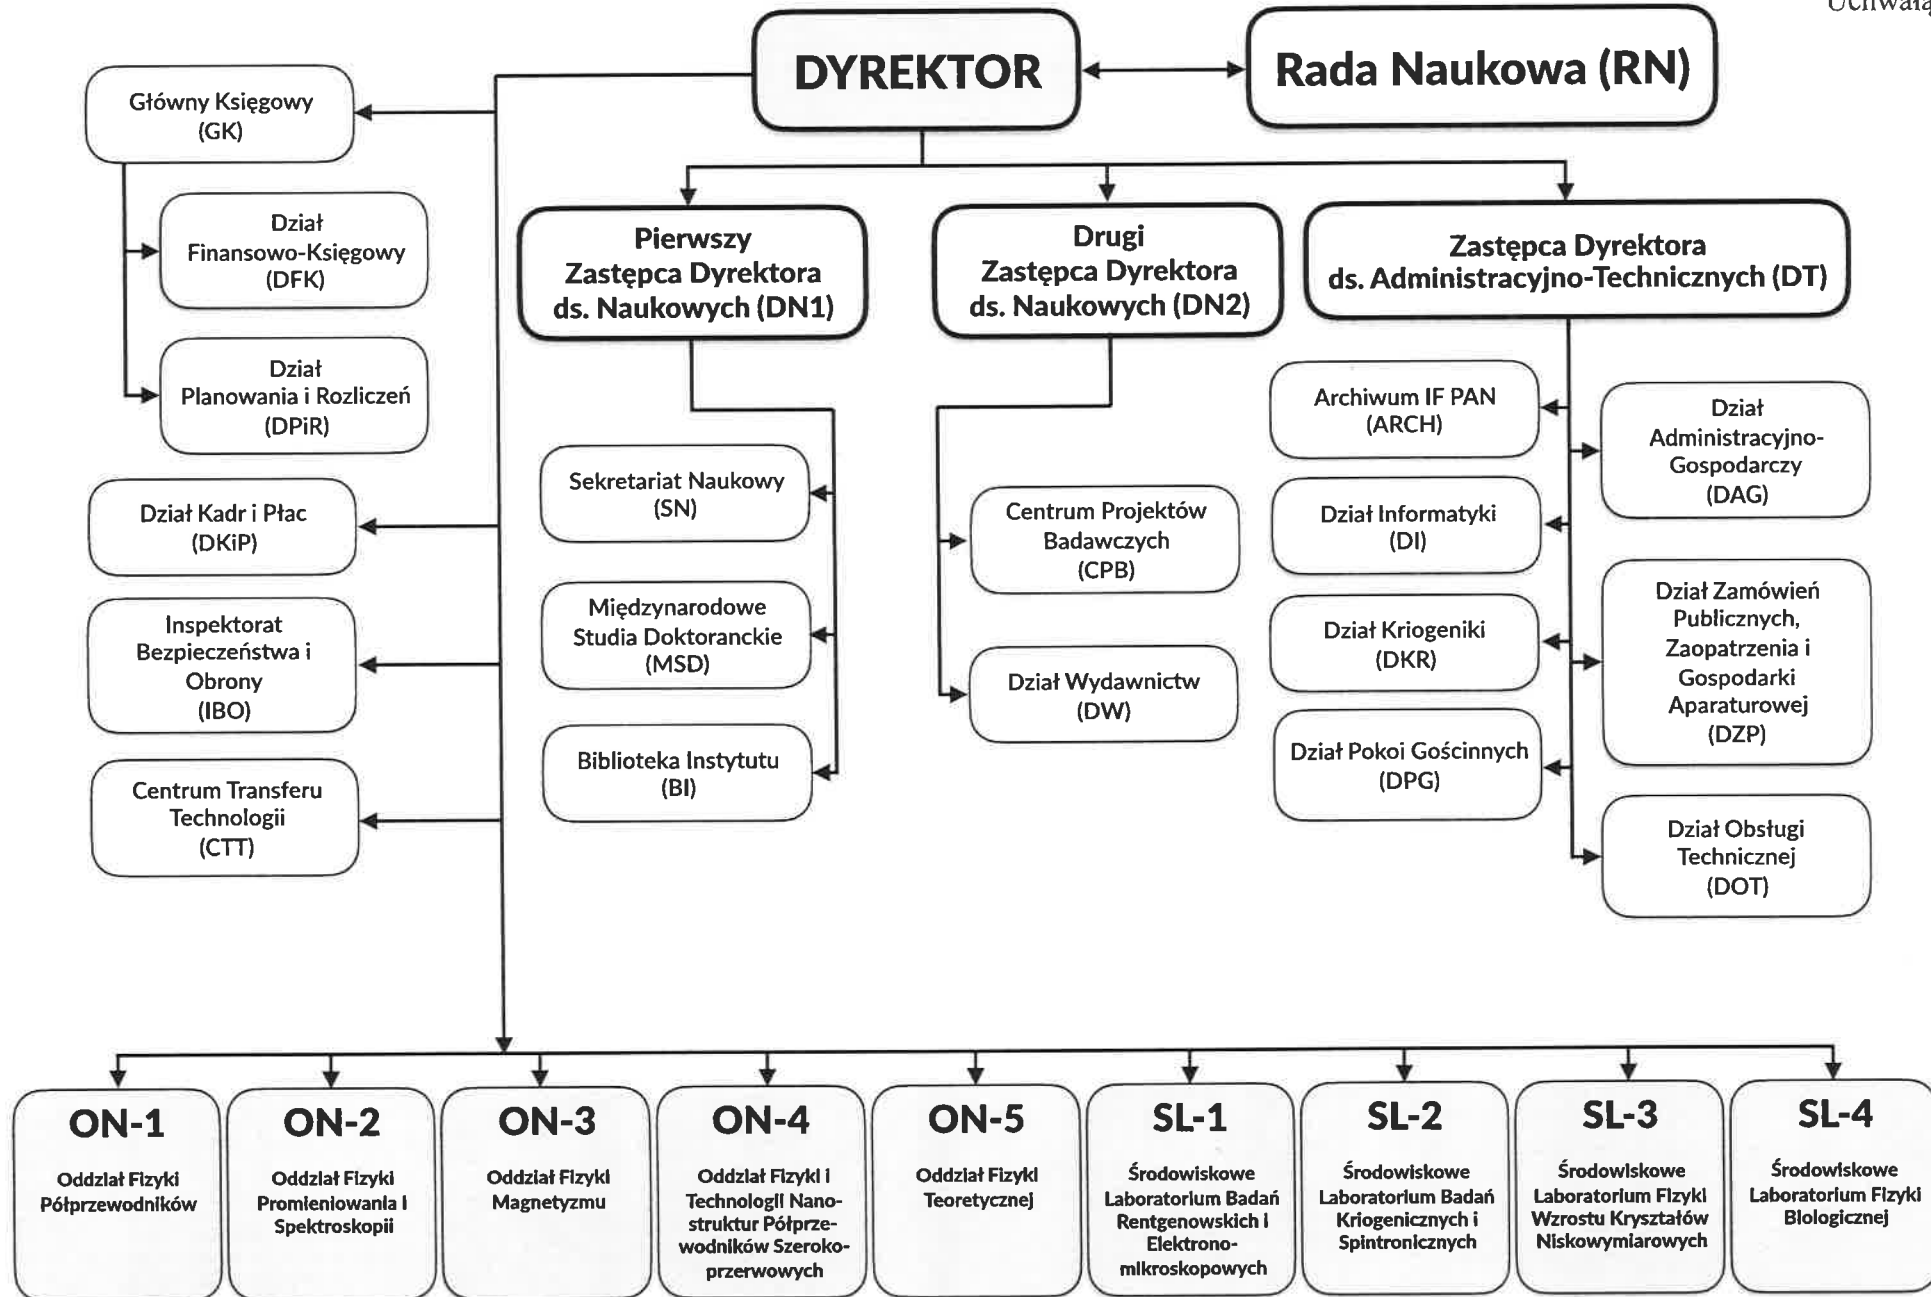 Uchwałą
DYREKTOR
Rada Naukowa (RN)
Główny Księgowy
(GK)
Dział
Finansowo-Księgowy
(DFK)
Dział
Planowania i Rozliczeń
(DPiR)
Dział Kadr i Płac
(DKiP)
Inspektorat
Bezpieczeństwa i
Obrony
(IBO)
Centrum Transferu
Technologii
(CTT)
Pierwszy
Zastępca Dyrektora
ds. Naukowych (DN1)
Sekretariat Naukowy
(SN)
Międzynarodowe
Studia Doktoranckie
(MSD)
Biblioteka Instytutu
(BI)
Drugi
Zastępca Dyrektora
ds. Naukowych (DN2)
Centrum Projektów
Badawczych
(CPB)
Dział Wydawnictw
(DW)
Zastępca Dyrektora
ds. Administracyjno-Technicznych (DT)
Archiwum IF PAN
(ARCH)
Dział Informatyki
(DI)
Dział Kriogeniki
(DKR)
Dział Pokoi Gościnnych
(DPG)
Dział
Administracyjno-
Gospodarczy
(DAG)
Dział Zamówień
Publicznych,
Zaopatrzenia i
Gospodarki
Aparaturowej
(DZP)
Dział Obsługi
Technicznej
(DOT)
ON-1
Oddział Fizyki
Półprzewodników
ON-2
Oddział Fizyki
Promieniowania i
Spektroskopii
ON-3
Oddział Fizyki
Magnetyzmu
ON-4
Oddział Fizyki i
Technologii Nano-
struktur Półprze-
wodników Szeroko-
przerwowych
ON-5
Oddział Fizyki
Teoretycznej
SL-1
Środowiskowe
Laboratorium Badań
Rentgenowskich i
Elektrono-
mikroskopowych
SL-2
Środowiskowe
Laboratorium Badań
Kriogenicznych i
Spintronicznych
SL-3
Środowiskowe
Laboratorium Fizyki
Wzrostu Kryształów
Niskowymiarowych
SL-4
Środowiskowe
Laboratorium Fizyki
Biologicznej